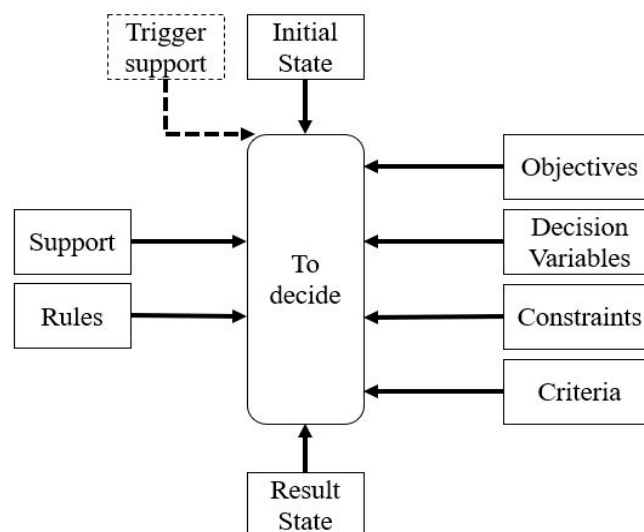 Trigger
support
Initial
State
Objectives
Support
Decision
Variables
To
decide
Rules
Constraints
Criteria
Result
State